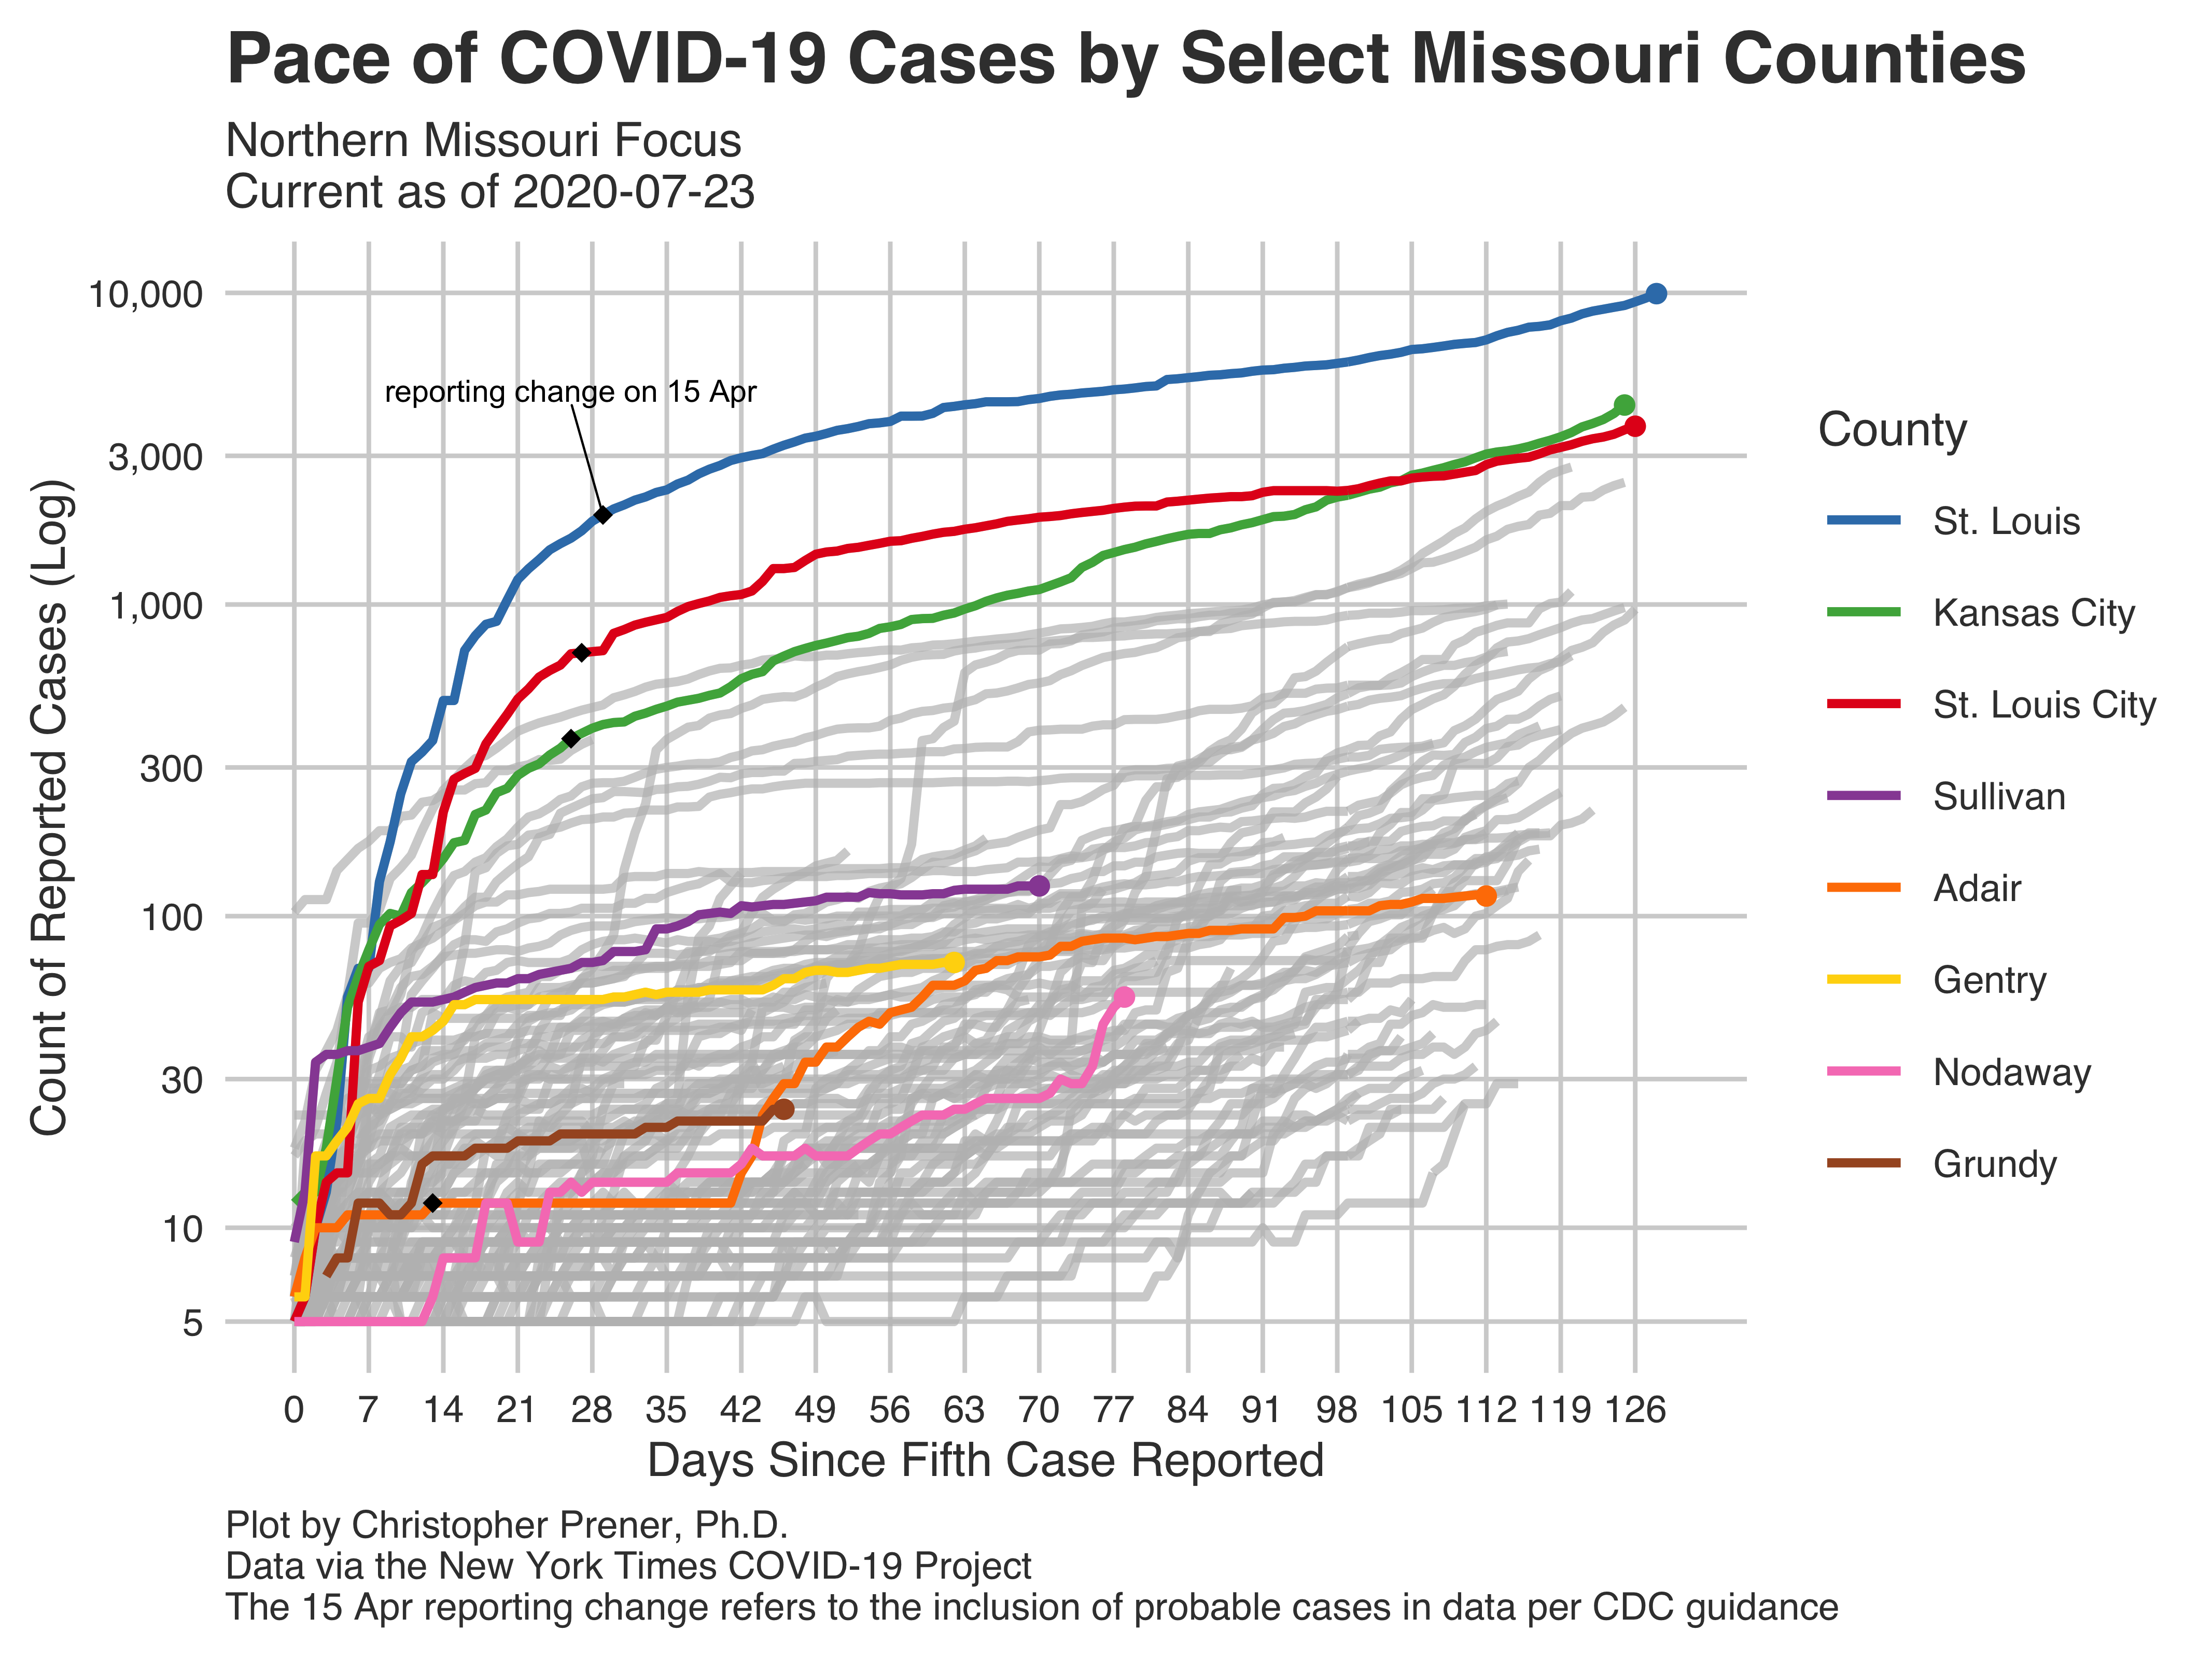 Pace of COVID-19 Cases by Select Missouri Counties
Northern Missouri Focus
Current as of 2020-07-23
10,000
3,000
1,000
300
100
30
10
5
Count of Reported Cases (Log)
reporting change on 15 Apr
0 7 14 21 28 35 42 49 56 63 70 77 84 91 98 105 112 119 126
Days Since Fifth Case Reported
County
St. Louis
Kansas City
St. Louis City
Sullivan
Adair
Gentry
Nodaway
Grundy
Plot by Christopher Prener, Ph.D.
Data via the New York Times COVID-19 Project
The 15 Apr reporting change refers to the inclusion of probable cases in data per CDC guidance